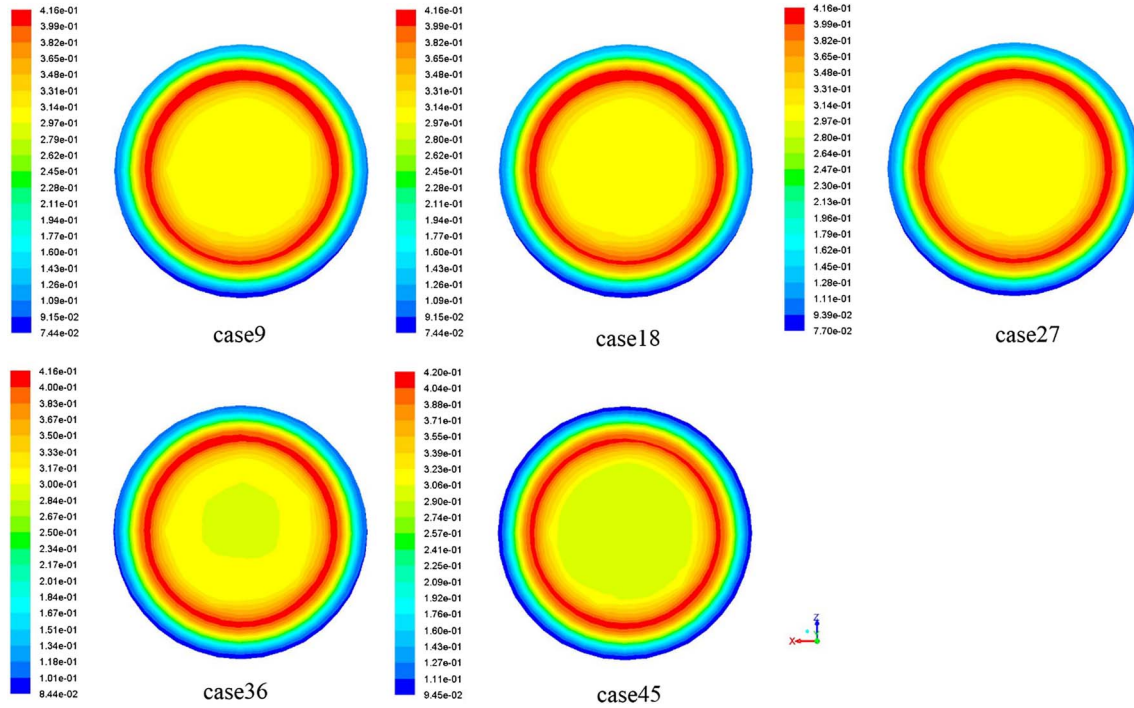 4.16e-01
3.99e-01
3.82e-01
3.65e-01
3.48e-01
3.31e-01
3.14e-01
2.97e-01
2.79e-01
2.62e-01
2.45e-01
2.28e-01
2.11e-01
1.94e-01
1.77e-01
1.60e-01
1.43e-01
1.26e-01
1.09e-01
9.15e-02
7.44e-02
case9
4.16e-01
3.99e-01
3.82e-01
3.65e-01
3.48e-01
3.31e-01
3.14e-01
2.97e-01
2.79e-01
2.62e-01
2.45e-01
2.28e-01
2.11e-01
1.94e-01
1.77e-01
1.60e-01
1.43e-01
1.26e-01
1.09e-01
9.15e-02
7.44e-02
case18
4.16e-01
3.99e-01
3.82e-01
3.65e-01
3.48e-01
3.31e-01
3.14e-01
2.97e-01
2.80e-01
2.64e-01
2.47e-01
2.30e-01
2.13e-01
1.96e-01
1.79e-01
1.62e-01
1.45e-01
1.28e-01
1.11e-01
9.39e-02
7.70e-02
case27
4.16e-01
4.00e-01
3.83e-01
3.67e-01
3.50e-01
3.33e-01
3.17e-01
3.00e-01
2.84e-01
2.67e-01
2.50e-01
2.34e-01
2.17e-01
2.01e-01
1.84e-01
1.67e-01
1.51e-01
1.34e-01
1.18e-01
1.01e-01
8.44e-02
case36
4.20e-01
4.04e-01
3.88e-01
3.71e-01
3.55e-01
3.39e-01
3.23e-01
3.06e-01
2.90e-01
2.74e-01
2.57e-01
2.41e-01
2.25e-01
2.09e-01
1.92e-01
1.76e-01
1.60e-01
1.43e-01
1.27e-01
1.11e-01
9.45e-02
case45
Z
Y
X